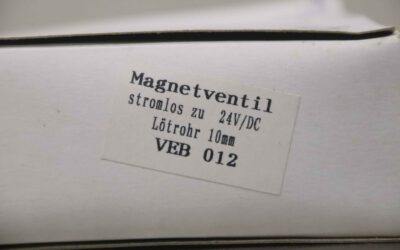 Magnetventil
stromlos zu 24V/DC
Lötrohr 10mm
VEB 012